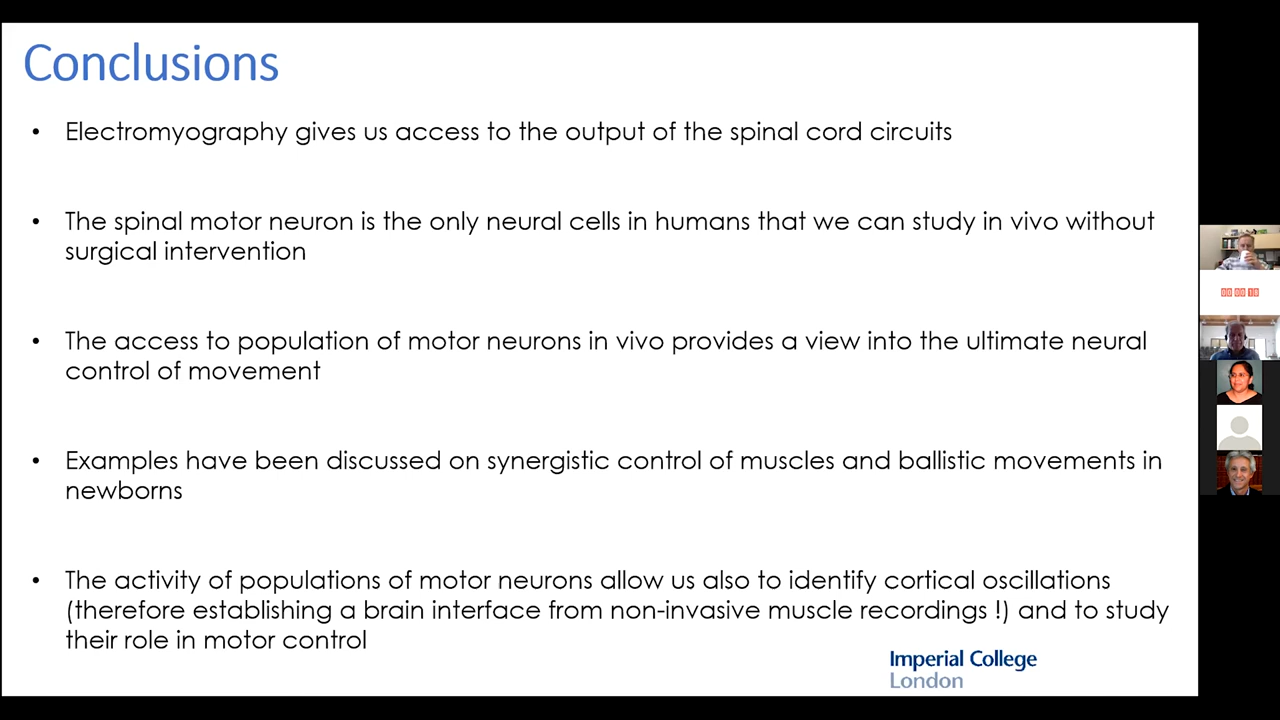 Conclusions
• Electromyography gives us access to the output of the spinal cord circuits
• The spinal motor neuron is the only neural cells in humans that we can study in vivo without
surgical intervention
• The access to population of motor neurons in vivo provides a view into the ultimate neural
control of movement
• Examples have been discussed on synergistic control of muscles and ballistic movements in
newborns
• The activity of populations of motor neurons allow us also to identify cortical oscillations
(therefore establishing a brain interface from non-invasive muscle recordings !) and to study
their role in motor control
Imperial College
London